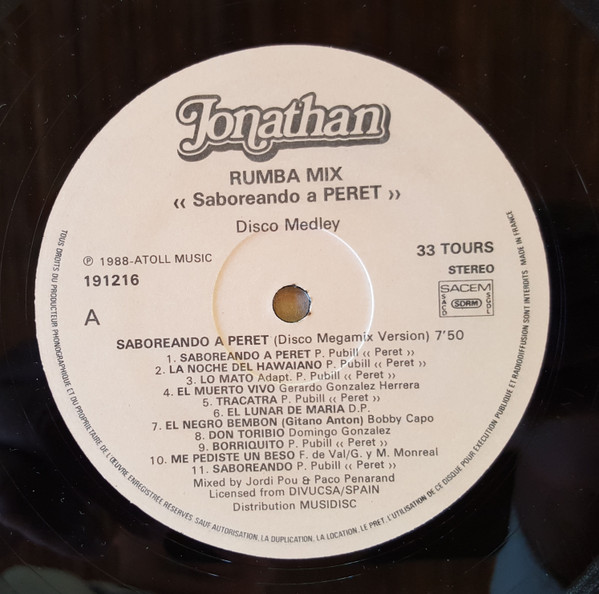 Jonathan
RUMBA MIX
‹‹ Saboreando a PERET ››
Disco Medley
℗ 1988-ATOLL MUSIC
191216
33 TOURS
STEREO
SACEM
SACD
SDRM
SGDL
A
SABOREANDO A PERET (Disco Megamix Version) 7'50
1. SABOREANDO A PERET P. Pubill ‹‹ Peret ››
2. LA NOCHE DEL HAWAIANO P. Pubill ‹‹ Peret ››
3. LO MATO Adapt. P. Pubill ‹‹ Peret ››
4. EL MUERTO VIVO Gerardo Gonzalez Herrera
5. TRACATRA P. Pubill ‹‹ Peret ››
6. EL LUNAR DE MARIA D.P.
7. EL NEGRO BEMBON (Gitano Anton) Bobby Capo
8. DON TORIBIO Domingo Gonzalez
9. BORRIQUITO P. Pubill ‹‹ Peret ››
10. ME PEDISTE UN BESO F. de Val/G. y M. Monreal
11. SABOREANDO P. Pubill ‹‹ Peret ››
Mixed by Jordi Pou & Paco Penarand
Licensed from DIVUCSA/SPAIN
Distribution MUSIDISC
TOUS DROITS DU PRODUCTEUR PHONOGRAPHIQUE ET DU PROPRIETAIRE DE L'ŒUVRE ENREGISTRÉE RÉSERVÉS. SAUF AUTORISATION, LA DUPLICATION, LA LOCATION, LE PRET, L'UTILISATION DE CE DISQUE POUR EXÉCUTION PUBLIQUE ET RADIODIFFUSION SONT INTERDITS. MADE IN FRANCE